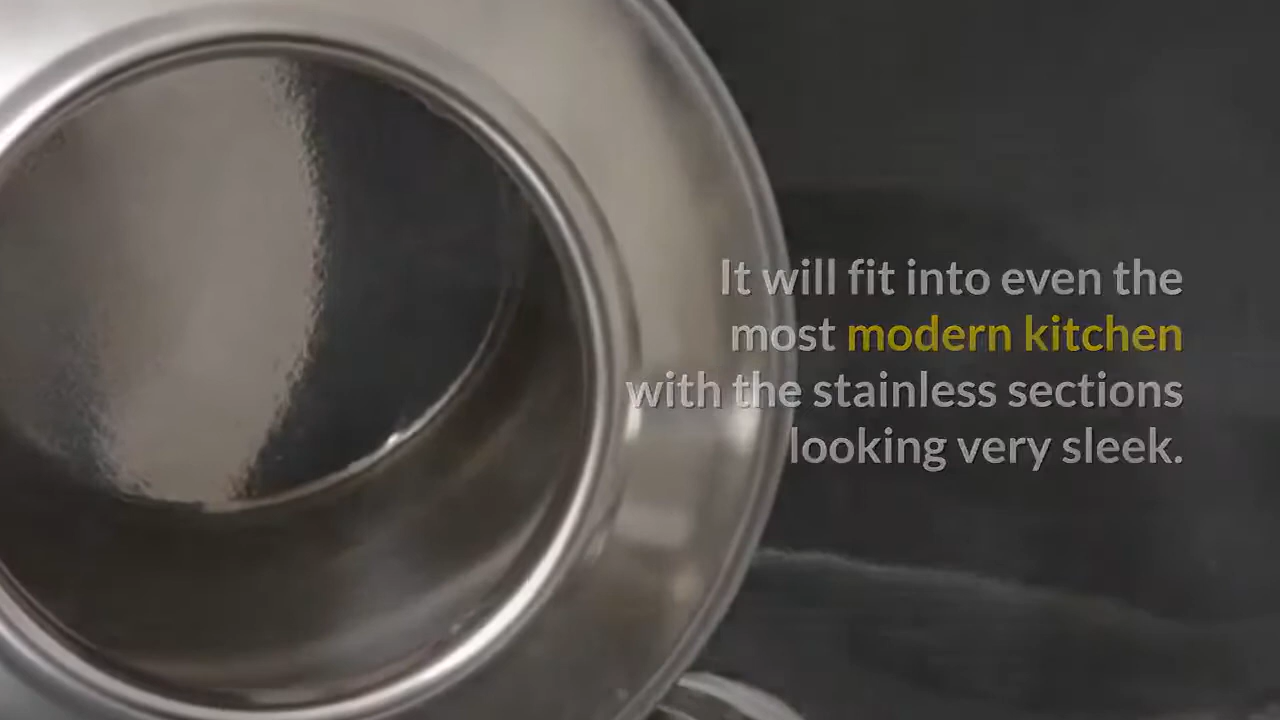 It will fit into even the
most modern kitchen
with the stainless sections
looking very sleek.